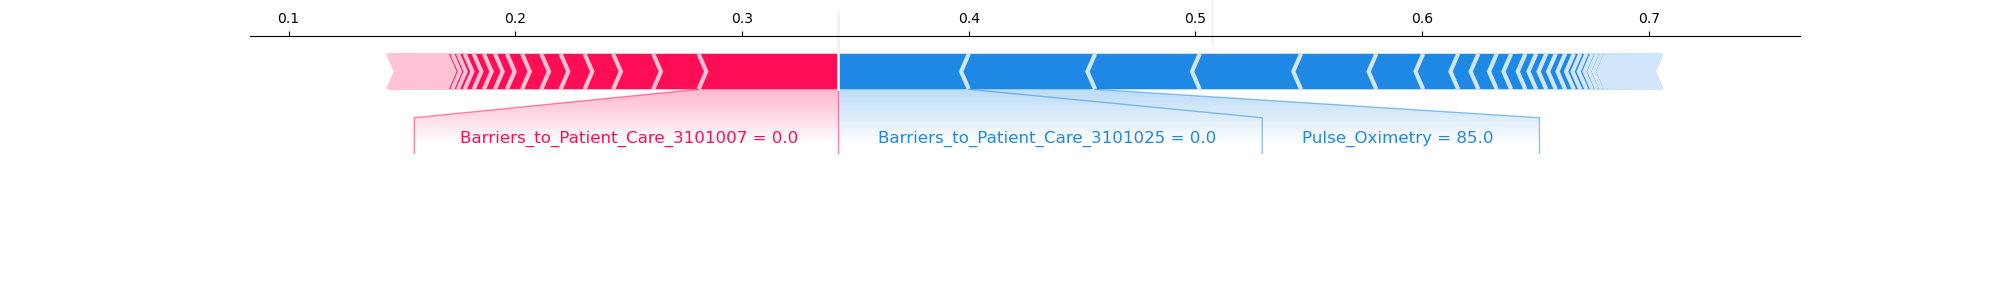 0.1 0.2 0.3 0.4 0.5 0.6 0.7
Barriers_to_Patient_Care_3101007 = 0.0 Barriers_to_Patient_Care_3101025 = 0.0 Pulse_Oximetry = 85.0